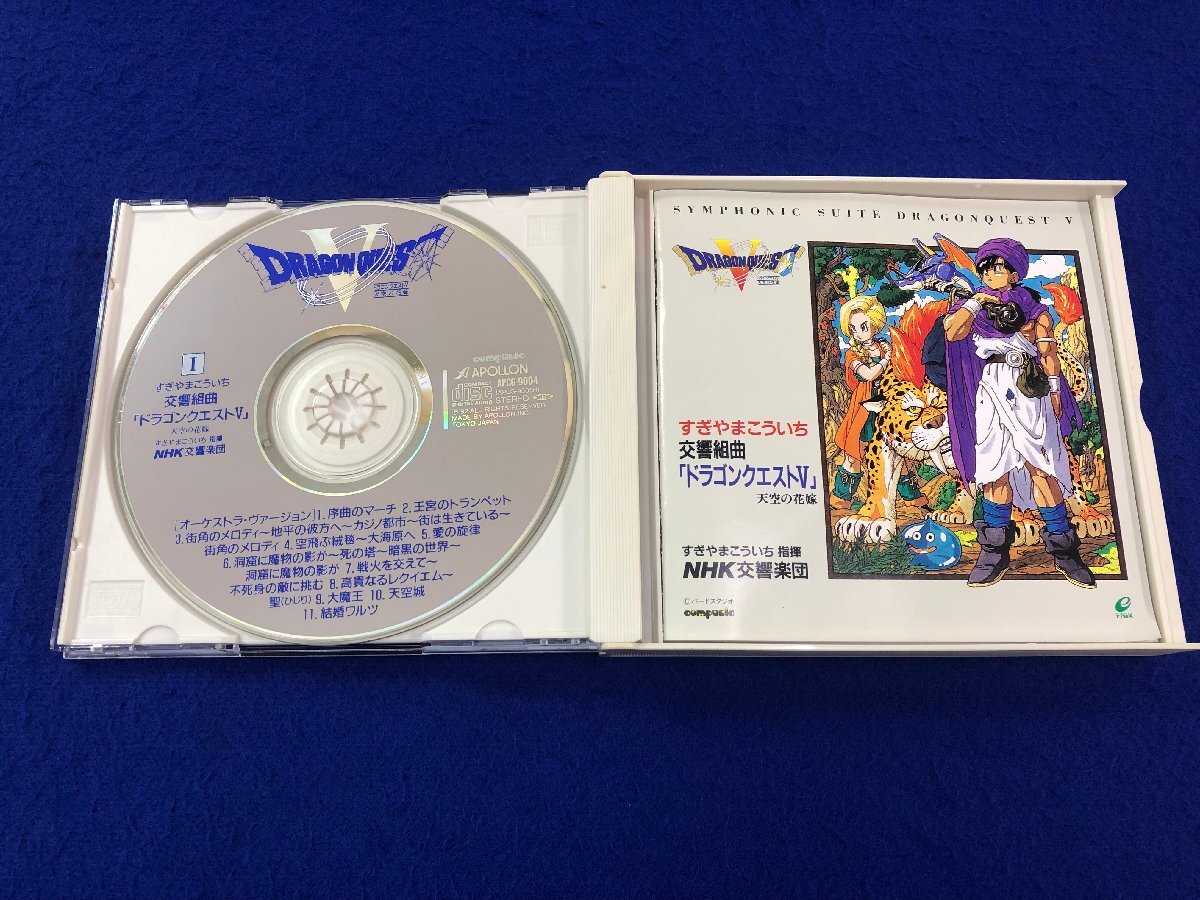 DRAGON QUEST
V
I
すぎやまこういち
交響組曲
「ドラゴンクエストV」
天空の花嫁
すぎやまこういち 指揮
NHK交響楽団
compusic
APOLLON
COMPACT
disc
DIGITAL AUDIO
APCG-9004
STEREO
ALL RIGHTS RESERVED
MADE BY APOLLON INC.
TOKYO JAPAN
[オーケストラ・ヴァージョン]1. 序曲のマーチ 2. 王宮のトランペット
3. 街角のメロディ〜地平の彼方へ〜カジノ都市〜街は生きている〜
街角のメロディ 4. 空飛ぶ絨毯〜大海原へ 5. 愛の旋律
6. 洞窟に魔物の影が〜死の塔〜暗黒の世界〜
洞窟に魔物の影が 7. 戦火を交えて〜
不死身の敵に挑む 8. 高貴なるレクイエム〜
聖(ひじり) 9. 大魔王 10. 天空城
11. 結婚ワルツ
SYMPHONIC SUITE DRAGONQUEST V
DRAGON QUEST
V
すぎやまこういち
交響組曲
「ドラゴンクエストV」
天空の花嫁
すぎやまこういち 指揮
NHK交響楽団
©バードスタジオ
compusic
e
ENIX